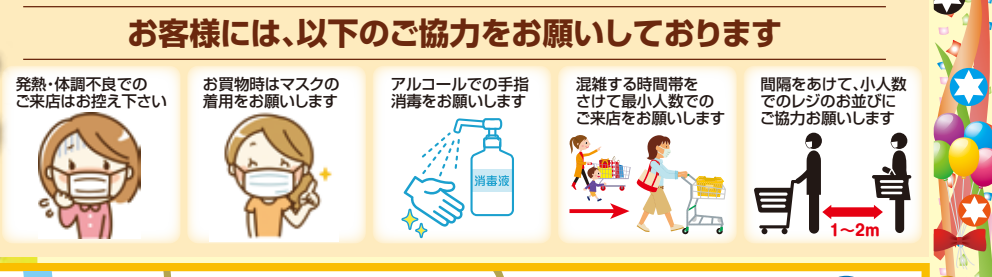 お客様には、以下のご協力をお願いしております
発熱・体調不良での
ご来店はお控え下さい
お買物時はマスクの
着用をお願いします
アルコールでの手指
消毒をお願いします
消毒液
混雑する時間帯を
さけて最小人数での
ご来店をお願いします
間隔をあけて、小人数
でのレジのお並びに
ご協力お願いします
1～2m